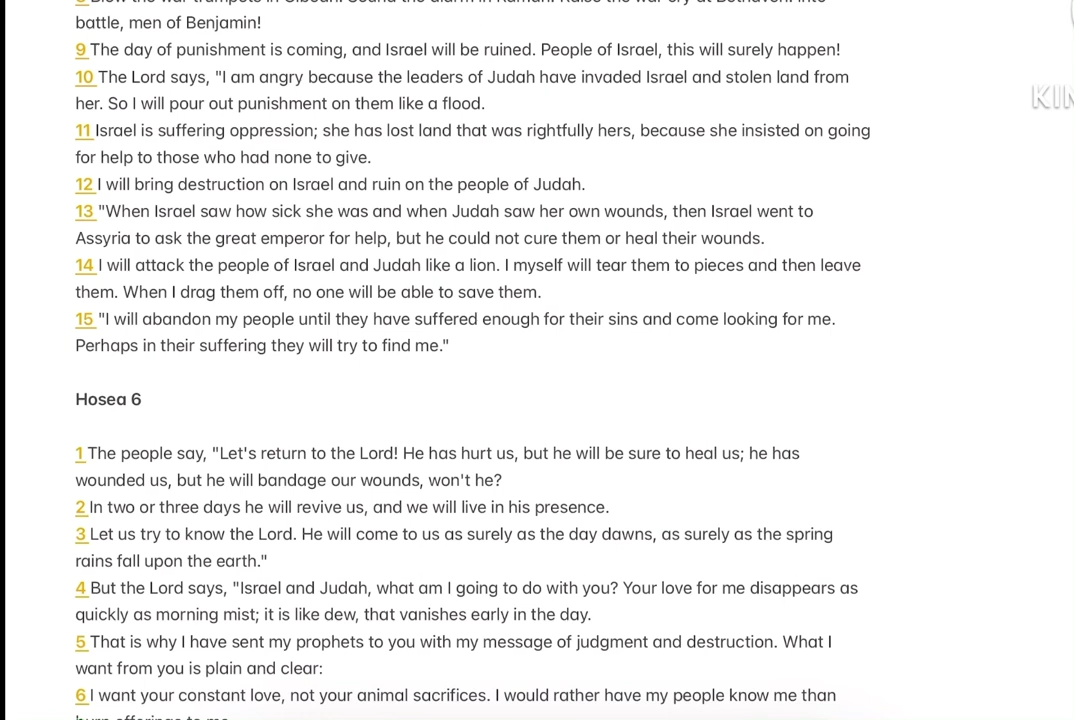 battle, men of Benjamin!
9 The day of punishment is coming, and Israel will be ruined. People of Israel, this will surely happen!
10 The Lord says, "I am angry because the leaders of Judah have invaded Israel and stolen land from
her. So I will pour out punishment on them like a flood.
11 Israel is suffering oppression; she has lost land that was rightfully hers, because she insisted on going
for help to those who had none to give.
12 I will bring destruction on Israel and ruin on the people of Judah.
13 "When Israel saw how sick she was and when Judah saw her own wounds, then Israel went to
Assyria to ask the great emperor for help, but he could not cure them or heal their wounds.
14 I will attack the people of Israel and Judah like a lion. I myself will tear them to pieces and then leave
them. When I drag them off, no one will be able to save them.
15 "I will abandon my people until they have suffered enough for their sins and come looking for me.
Perhaps in their suffering they will try to find me."
Hosea 6
1 The people say, "Let's return to the Lord! He has hurt us, but he will be sure to heal us; he has
wounded us, but he will bandage our wounds, won't he?
2 In two or three days he will revive us, and we will live in his presence.
3 Let us try to know the Lord. He will come to us as surely as the day dawns, as surely as the spring
rains fall upon the earth."
4 But the Lord says, "Israel and Judah, what am I going to do with you? Your love for me disappears as
quickly as morning mist; it is like dew, that vanishes early in the day.
5 That is why I have sent my prophets to you with my message of judgment and destruction. What I
want from you is plain and clear:
6 I want your constant love, not your animal sacrifices. I would rather have my people know me than
KIN